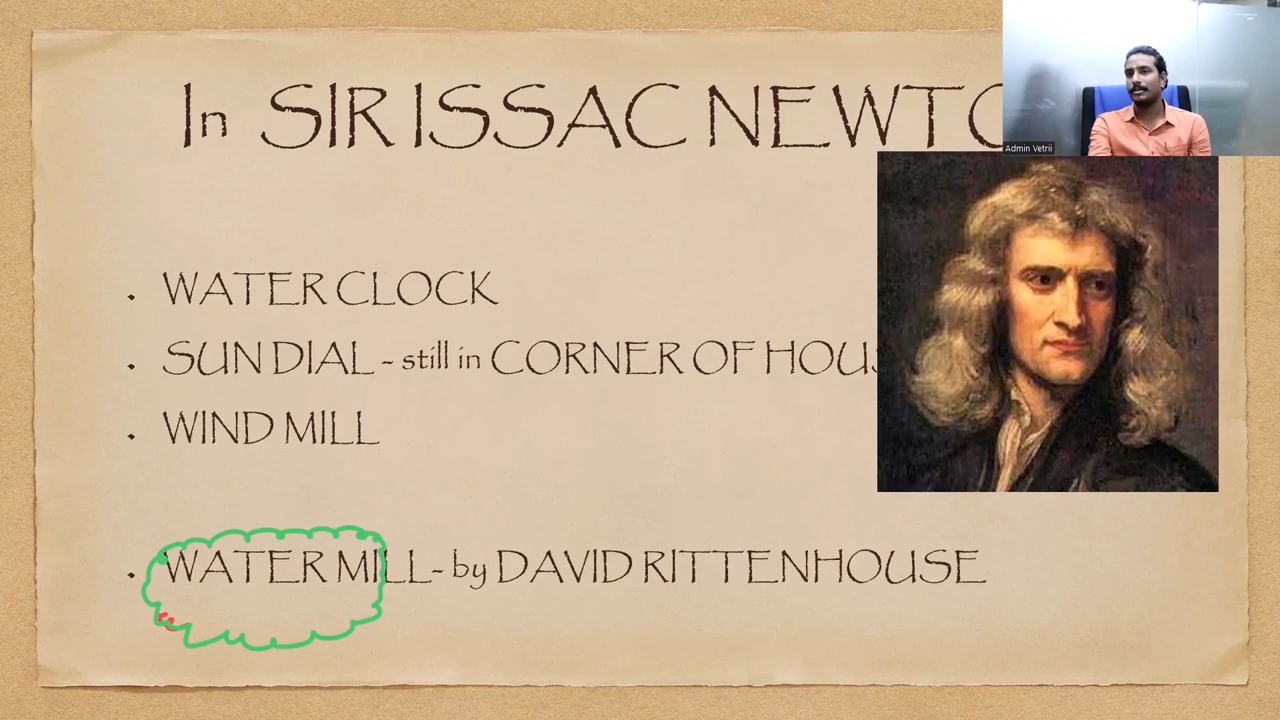 In SIR ISSAC NEWTO
Admin Vetrii
• WATER CLOCK
• SUN DIAL - still in CORNER OF HOUS
• WIND MILL
• WATER MILL- by DAVID RITTENHOUSE